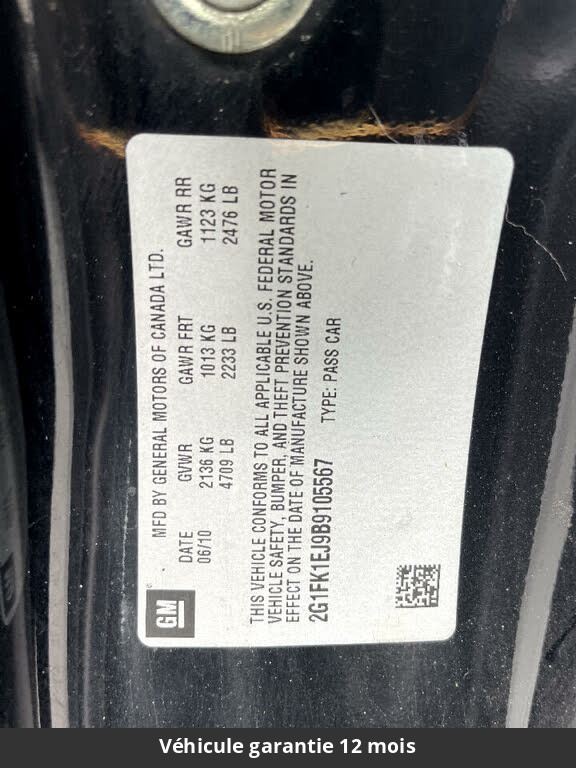 GM
MFD BY GENERAL MOTORS OF CANADA LTD.
DATE GVWR GAWR FRT GAWR RR
06/10 2136 KG 1013 KG 1123 KG
4709 LB 2233 LB 2476 LB
THIS VEHICLE CONFORMS TO ALL APPLICABLE U.S. FEDERAL MOTOR
VEHICLE SAFETY, BUMPER, AND THEFT PREVENTION STANDARDS IN
EFFECT ON THE DATE OF MANUFACTURE SHOWN ABOVE.
2G1FK1EJ9B9105567 TYPE: PASS CAR
Véhicule garantie 12 mois